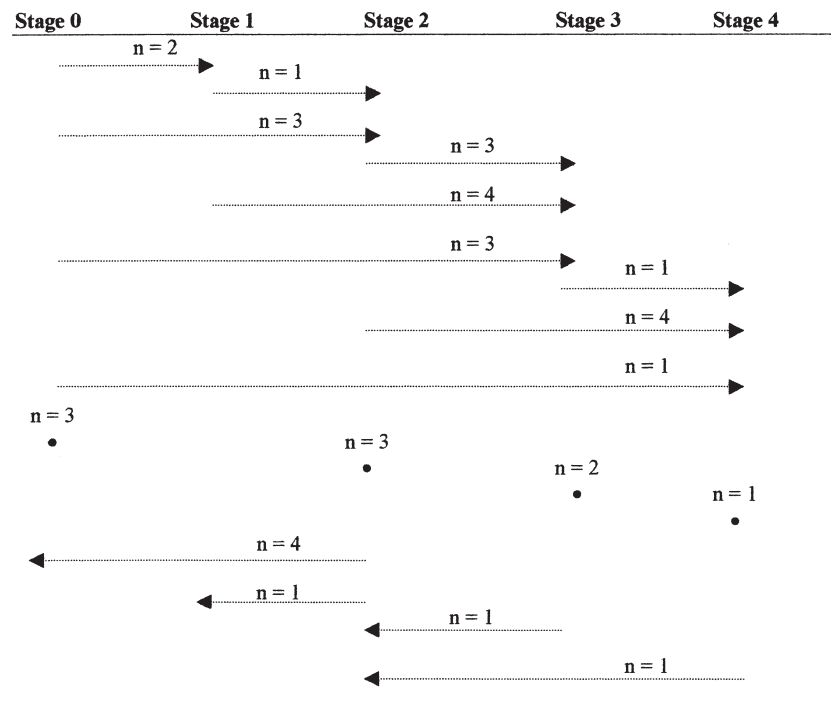 Stage 0 Stage 1 Stage 2 Stage 3 Stage 4
n = 2
n = 1
n = 3
n = 3
n = 4
n = 3
n = 1
n = 4
n = 1
n = 3
n = 3
n = 2
n = 1
n = 4
n = 1
n = 1
n = 1